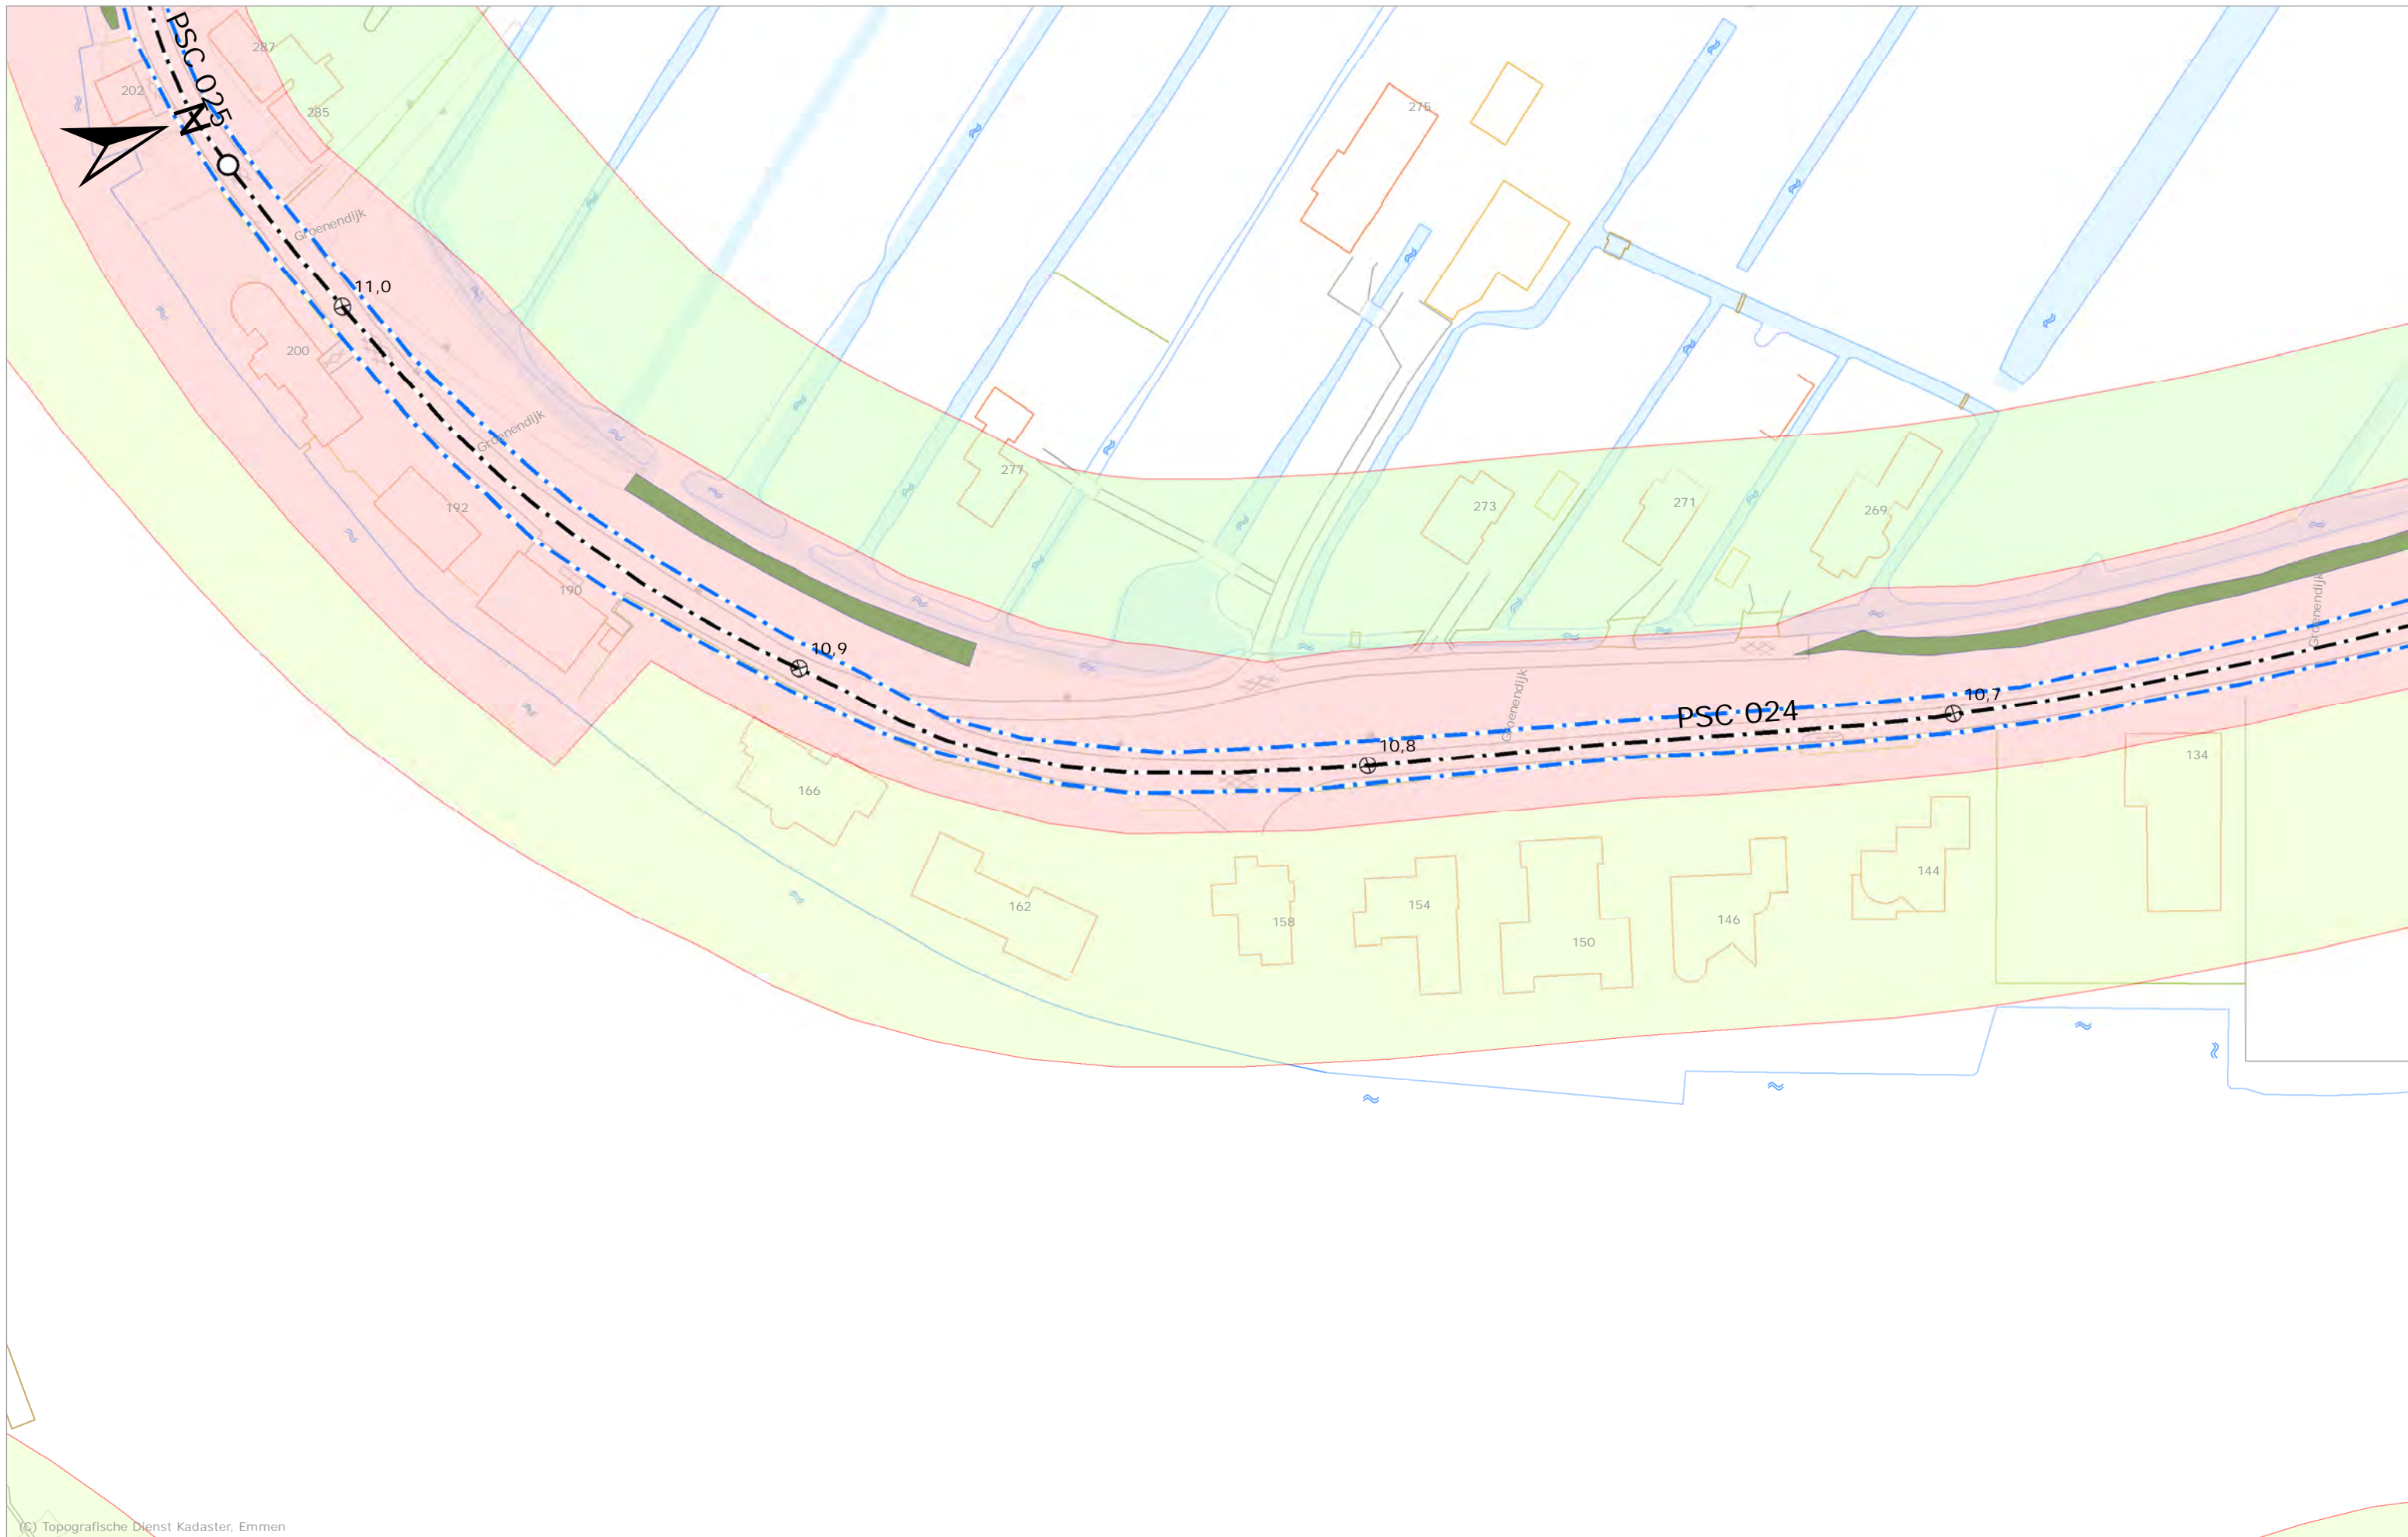 PSC 025
287
202
285
275
N
Groenendijk
11,0
200
Groenendijk
277
192
273
271
269
190
Groenendijk
10,9
Groenendijk
10,7
PSC 024
10,8
134
166
144
162
154
158
146
150
(C) Topografische Dienst Kadaster, Emmen